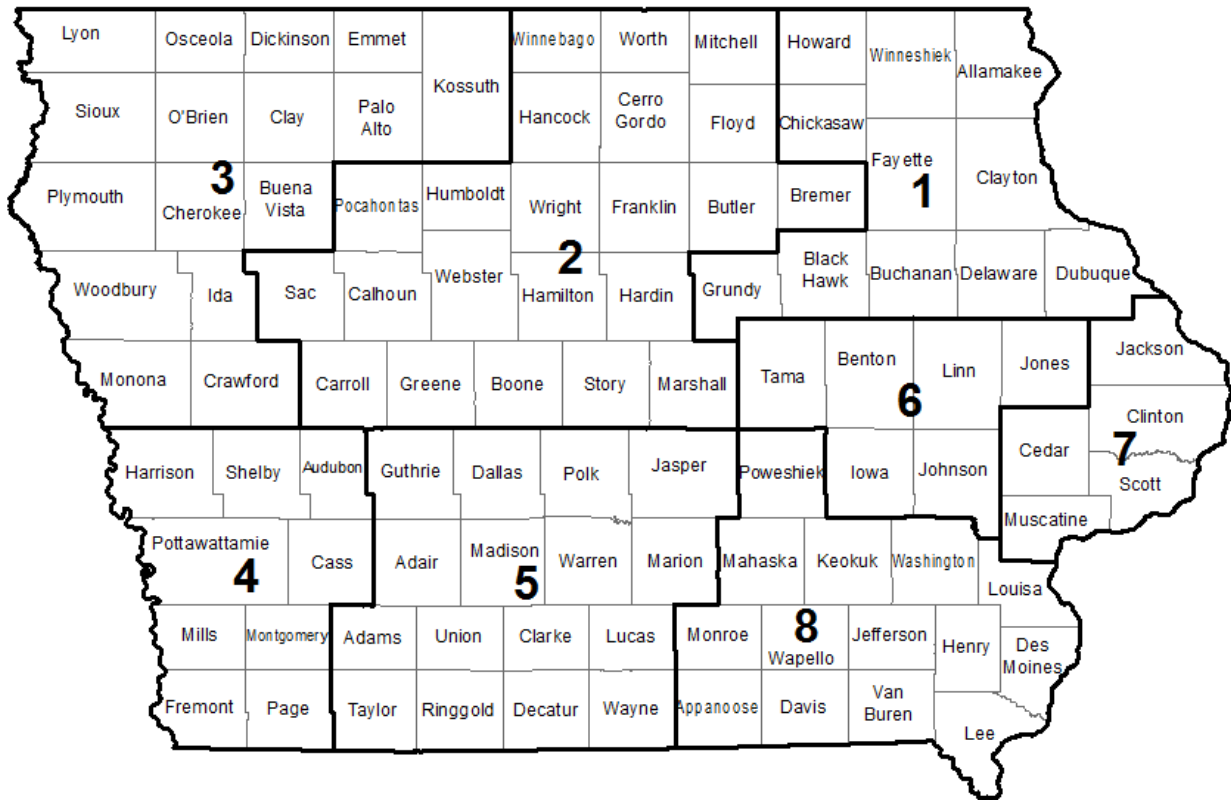 Lyon
Osceola
Dickinson
Emmet
Winnebago
Worth
Mitchell
Howard
Winneshiek
Allamakee
Kossuth
Sioux
O'Brien
Clay
Palo
Alto
Hancock
Cerro
Gordo
Floyd
Chickasaw
Plymouth
3
Cherokee
Buena
Vista
Pocahontas
Humboldt
Wright
Franklin
Butler
Bremer
Fayette
1
Clayton
Woodbury
Ida
Sac
Calhoun
Webster
2
Hamilton
Hardin
Grundy
Black
Hawk
Buchanan
Delaware
Dubuque
Monona
Crawford
Carroll
Greene
Boone
Story
Marshall
Tama
Benton
Linn
Jones
Jackson
6
Clinton
Harrison
Shelby
Audubon
Guthrie
Dallas
Polk
Jasper
Poweshiek
Iowa
Johnson
Cedar
7
Scott
Muscatine
Pottawattamie
4
Cass
Adair
Madison
5
Warren
Marion
Mahaska
Keokuk
Washington
Louisa
Mills
Montgomery
Adams
Union
Clarke
Lucas
Monroe
8
Wapello
Jefferson
Henry
Des
Moines
Fremont
Page
Taylor
Ringgold
Decatur
Wayne
Appanoose
Davis
Van
Buren
Lee